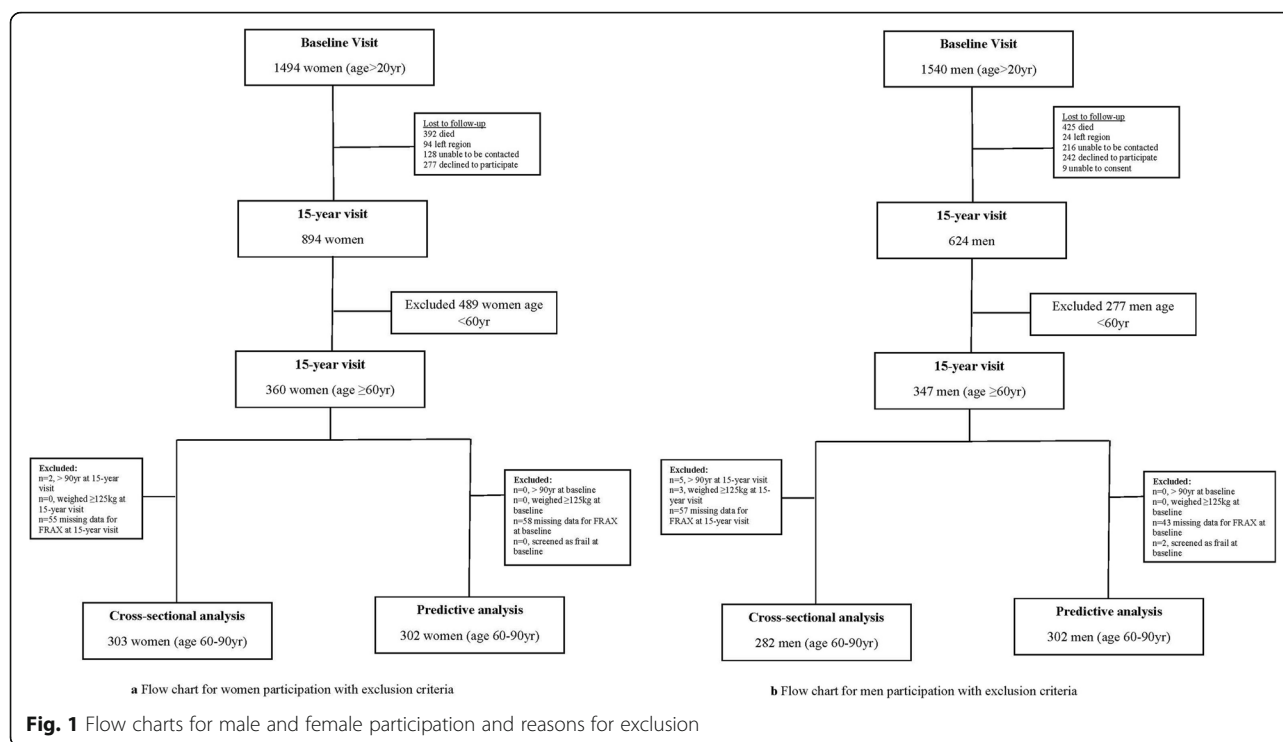 Baseline Visit
1494 women (age>20yr)
Lost to follow-up
392 died
94 left region
128 unable to be contacted
277 declined to participate
15-year visit
894 women
Excluded 489 women age
<60yr
15-year visit
360 women (age ≥60yr)
Excluded:
n=2, > 90yr at 15-year
visit
n=0, weighed ≥125kg at
15-year visit
n=55 missing data for
FRAX at 15-year visit
Excluded:
n=0, > 90yr at baseline
n=0, weighed ≥125kg at
baseline
n=58 missing data for FRAX
at baseline
n=0, screened as frail at
baseline
Cross-sectional analysis
303 women (age 60-90yr)
Predictive analysis
302 women (age 60-90yr)
a Flow chart for women participation with exclusion criteria
Baseline Visit
1540 men (age>20yr)
Lost to follow-up
425 died
24 left region
216 unable to be contacted
242 declined to participate
9 unable to consent
15-year visit
624 men
Excluded 277 men age
<60yr
15-year visit
347 men (age ≥60yr)
Excluded:
n=5, > 90yr at 15-year visit
n=3, weighed ≥125kg at 15-
year visit
n=57 missing data for
FRAX at 15-year visit
Excluded:
n=0, > 90yr at baseline
n=0, weighed ≥125kg at
baseline
n=43 missing data for FRAX at
baseline
n=2, screened as frail at
baseline
Cross-sectional analysis
282 men (age 60-90yr)
Predictive analysis
302 men (age 60-90yr)
b Flow chart for men participation with exclusion criteria
Fig. 1 Flow charts for male and female participation and reasons for exclusion